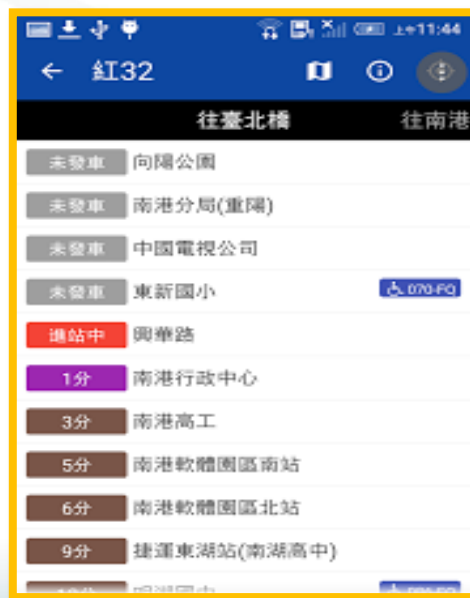 上午11:44
紅32
往臺北橋 往南港
未發車 向陽公園
未發車 南港分局(重陽)
未發車 中國電視公司
未發車 東新國小 070-FQ
進站中 興華路
1分 南港行政中心
3分 南港高工
5分 南港軟體園區南站
6分 南港軟體園區北站
9分 捷運東湖站(南湖高中)
明湖國中